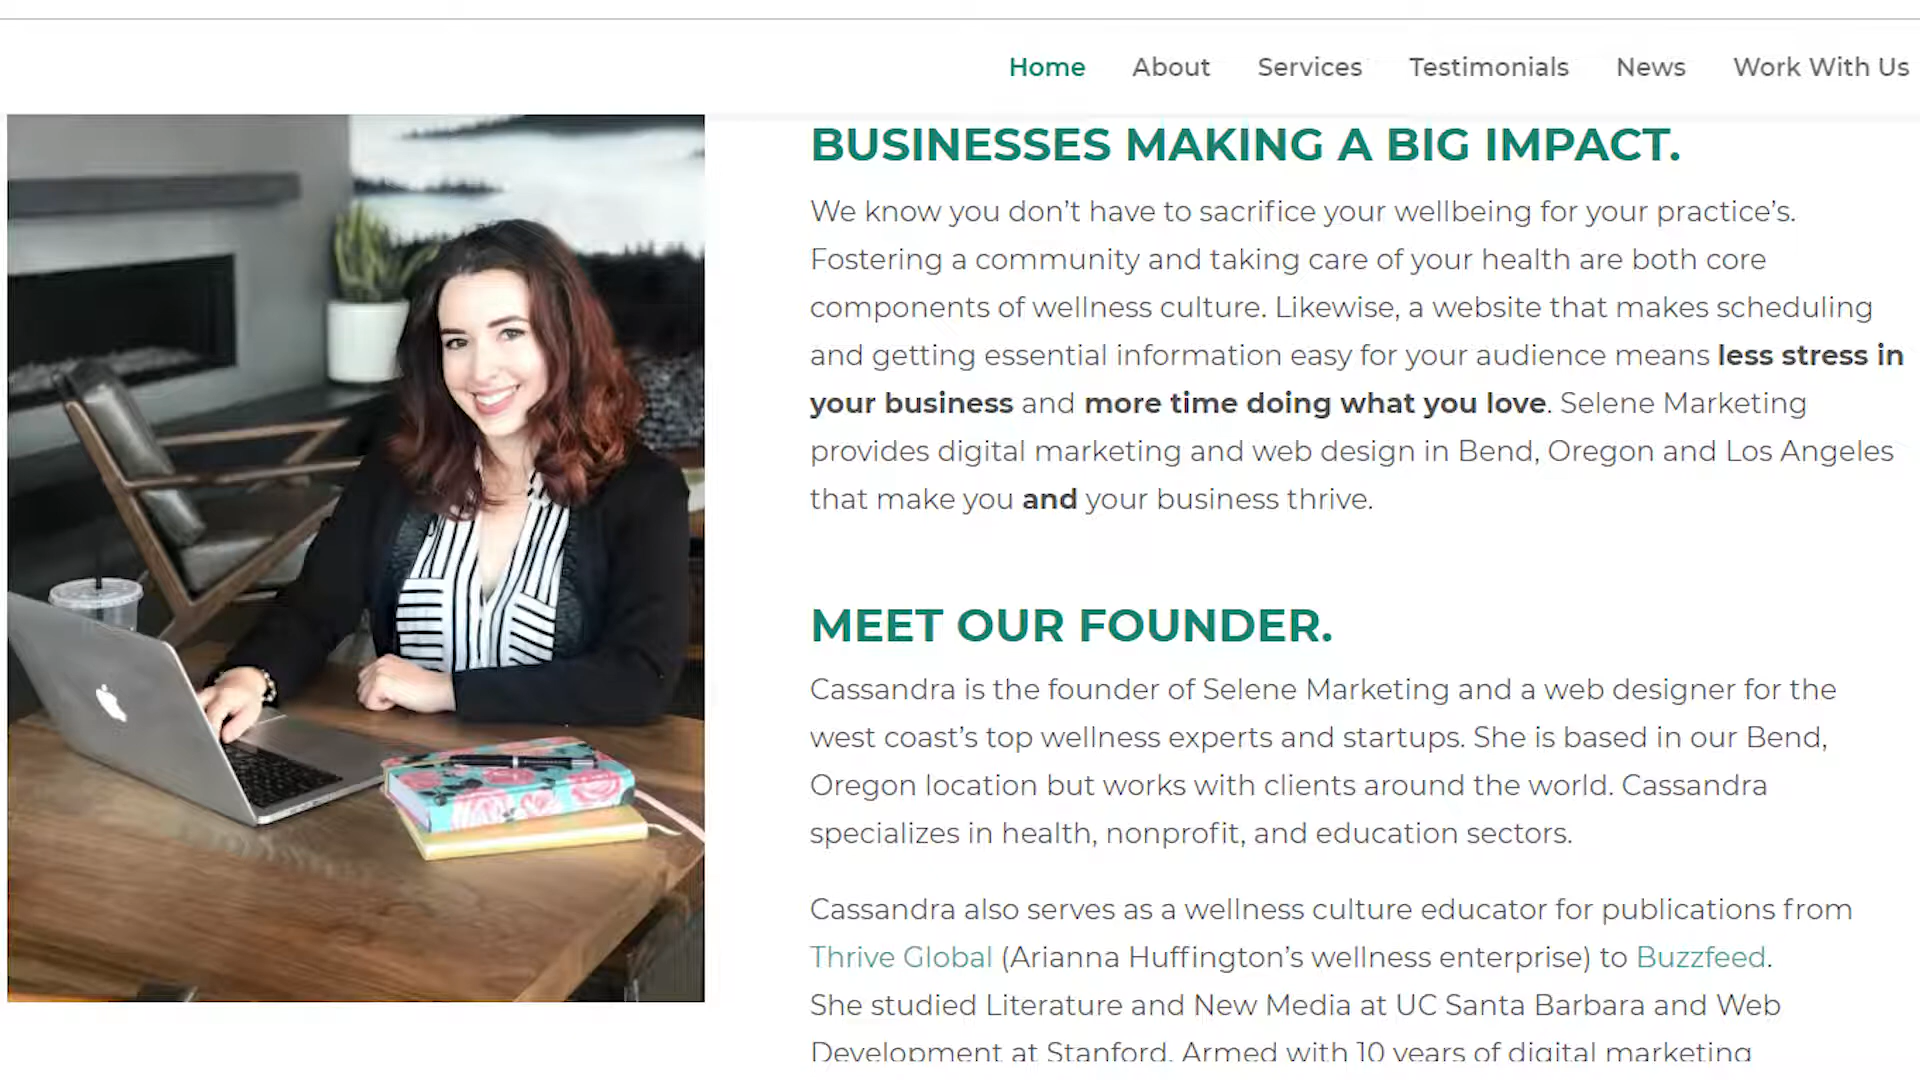 Home About Services Testimonials News Work With Us
BUSINESSES MAKING A BIG IMPACT.
We know you don’t have to sacrifice your wellbeing for your practice’s.
Fostering a community and taking care of your health are both core
components of wellness culture. Likewise, a website that makes scheduling
and getting essential information easy for your audience means less stress in
your business and more time doing what you love. Selene Marketing
provides digital marketing and web design in Bend, Oregon and Los Angeles
that make you and your business thrive.
MEET OUR FOUNDER.
Cassandra is the founder of Selene Marketing and a web designer for the
west coast’s top wellness experts and startups. She is based in our Bend,
Oregon location but works with clients around the world. Cassandra
specializes in health, nonprofit, and education sectors.
Cassandra also serves as a wellness culture educator for publications from
Thrive Global (Arianna Huffington’s wellness enterprise) to Buzzfeed.
She studied Literature and New Media at UC Santa Barbara and Web
Development at Stanford. Armed with 10 years of digital marketing